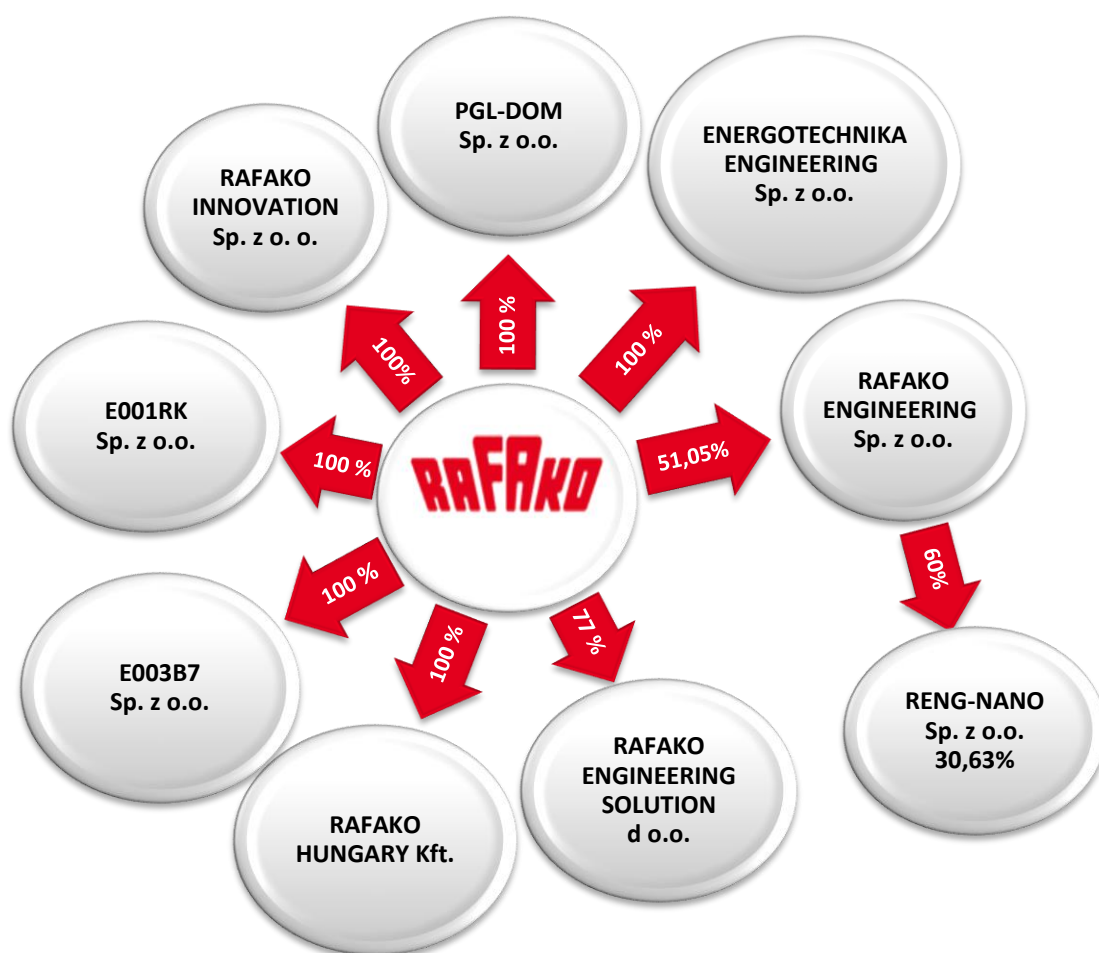 PGL-DOM
Sp. z o.o.
ENERGOTECHNIKA
ENGINEERING
Sp. z o.o.
RAFAKO
INNOVATION
Sp. z o. o.
100 %
100%
100 %
RAFAKO
ENGINEERING
Sp. z o.o.
E001RK
Sp. z o.o.
100 %
RAFAKO
51,05%
60%
100 %
100 %
77 %
E003B7
Sp. z o.o.
RENG-NANO
Sp. z o.o.
30,63%
RAFAKO
ENGINEERING
SOLUTION
d o.o.
RAFAKO
HUNGARY Kft.